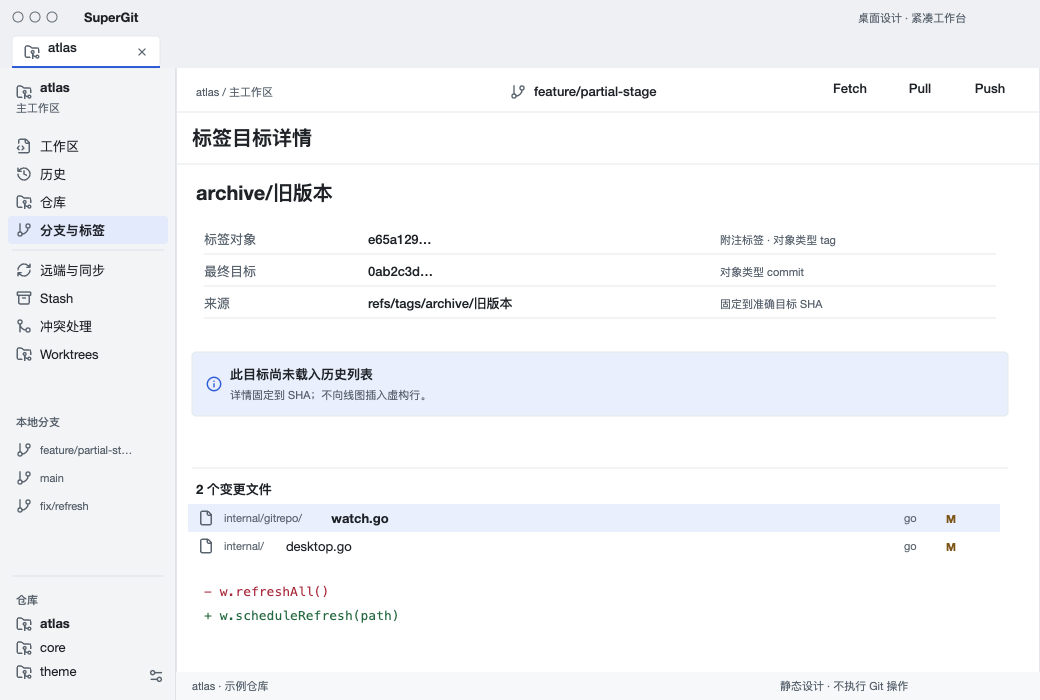 SuperGit
桌面设计 · 紧凑工作台
atlas
atlas
主工作区
工作区
历史
仓库
分支与标签
远端与同步
Stash
冲突处理
Worktrees
本地分支
feature/partial-st…
main
fix/refresh
仓库
atlas
core
theme
atlas / 主工作区
feature/partial-stage
Fetch
Pull
Push
标签目标详情
archive/旧版本
标签对象 e65a129… 附注标签 · 对象类型 tag
最终目标 0ab2c3d… 对象类型 commit
来源 refs/tags/archive/旧版本 固定到准确目标 SHA
此目标尚未载入历史列表
详情固定到 SHA；不向线图插入虚构行。
2 个变更文件
internal/gitrepo/ watch.go go M
internal/ desktop.go go M
− w.refreshAll()
+ w.scheduleRefresh(path)
atlas · 示例仓库
静态设计 · 不执行 Git 操作